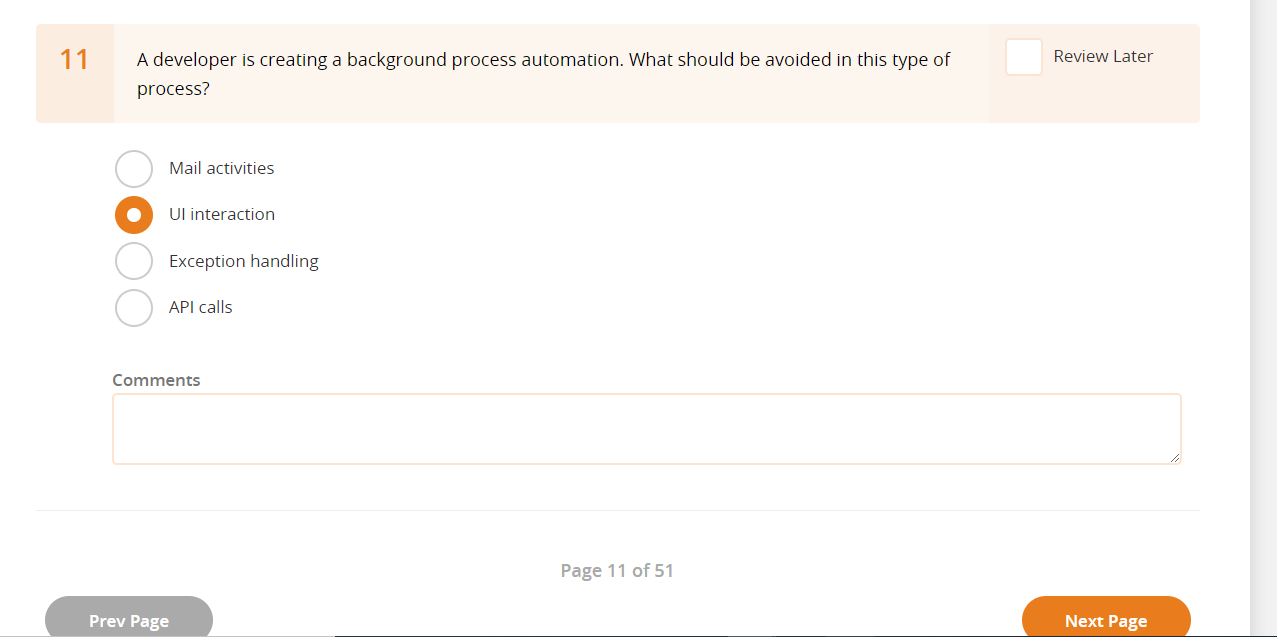 11
A developer is creating a background process automation. What should be avoided in this type of
process?
Review Later
Mail activities
UI interaction
Exception handling
API calls
Comments
Page 11 of 51
Prev Page
Next Page